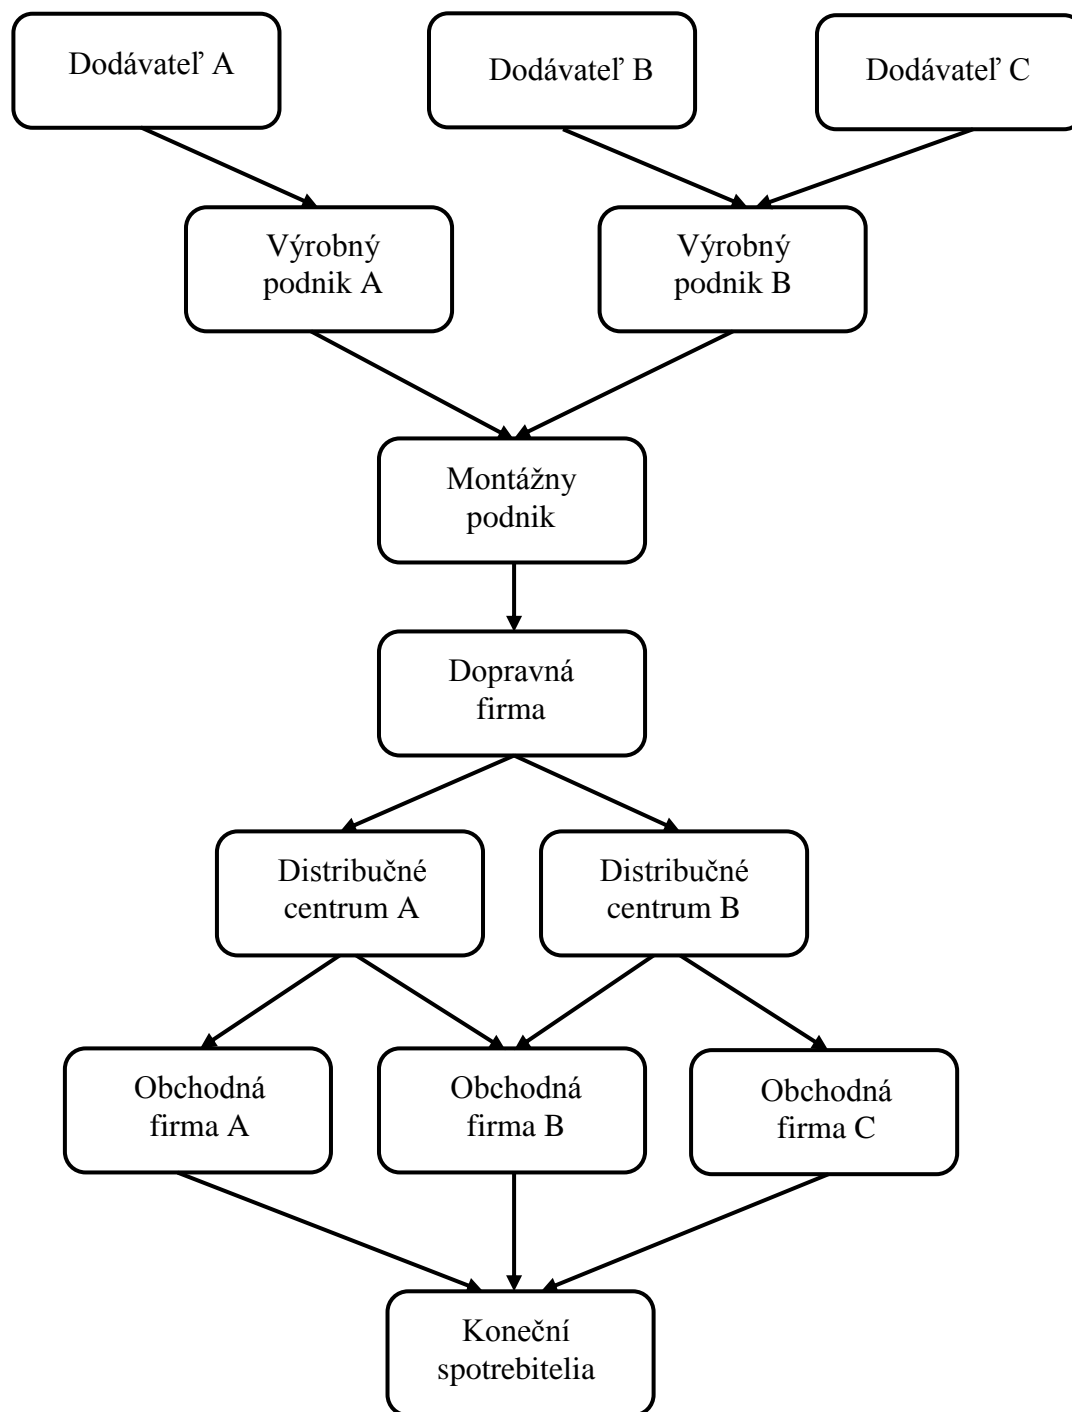 Dodávateľ A
Dodávateľ B
Dodávateľ C
Výrobný
podnik A
Výrobný
podnik B
Montážny
podnik
Dopravná
firma
Distribučné
centrum A
Distribučné
centrum B
Obchodná
firma A
Obchodná
firma B
Obchodná
firma C
Koneční
spotrebitelia